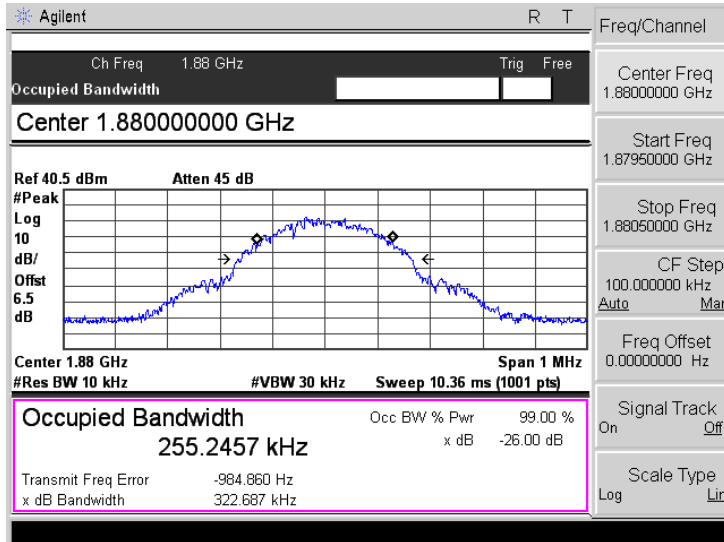 Agilent R T
Ch Freq 1.88 GHz Trig Free
Occupied Bandwidth
Center 1.880000000 GHz
Ref 40.5 dBm Atten 45 dB
#Peak
Log
10
dB/
Offst
6.5
dB
Center 1.88 GHz Span 1 MHz
#Res BW 10 kHz #VBW 30 kHz Sweep 10.36 ms (1001 pts)
Occupied Bandwidth
255.2457 kHz
Occ BW % Pwr 99.00 %
x dB -26.00 dB
Transmit Freq Error -984.860 Hz
x dB Bandwidth 322.687 kHz
Freq/Channel
Center Freq
1.88000000 GHz
Start Freq
1.87950000 GHz
Stop Freq
1.88050000 GHz
CF Step
100.000000 kHz
Auto Mar
Freq Offset
0.00000000 Hz
Signal Track
On Off
Scale Type
Log Lir